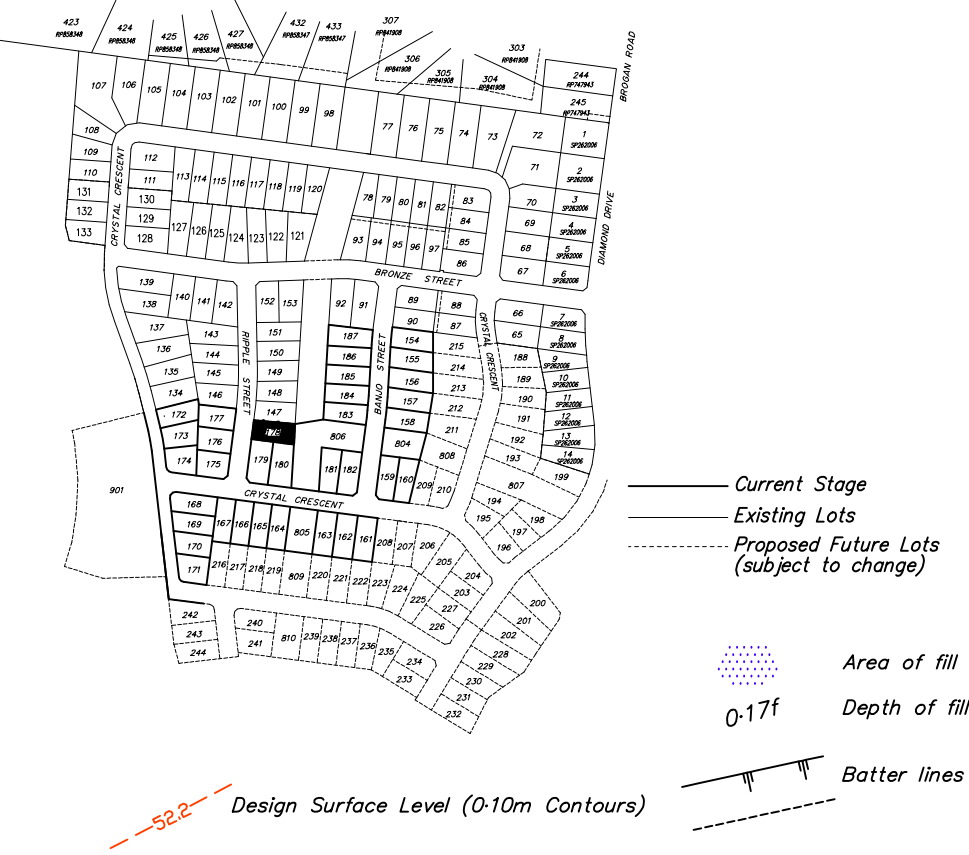 423
RP858348
424
RP858348
425
RP858348
426
RP858348
427
RP858348
432
RP858347
433
RP858347
307
RP841908
306
RP841908
305
RP841908
304
RP841908
303
RP841908
244
RP747943
245
RP747943
BROGAN ROAD
107 106 105 104 103 102 101 100 99 98 77 76 75 74 73 72
1
SP262006
71
2
SP262006
70
3
SP262006
69
4
SP262006
68
5
SP262006
67
6
SP262006
DIAMOND DRIVE
108
109
110
131
132
133
CRYSTAL CRESCENT
112
111
130
129
128
113 114 115 116 117 118 119 120
127 126 125 124 123 122 121
78 79 80 81 82
83
84
85
86
93 94 95 96 97
BRONZE STREET
139
138
140 141 142
152 153
92 91
89
90
88
87
66
65
7
SP262006
8
SP262006
9
SP262006
10
SP262006
11
SP262006
12
SP262006
13
SP262006
14
SP262006
137
136
135
134
172
173
174
143
144
145
146
177
176
175
RIPPLE STREET
151
150
149
148
147
178
179 180
187
186
185
184
183
806
181 182
BANJO STREET
154
155
156
157
158
804
159 160
215
214
213
212
211
808
209 210
CRYSTAL CRESCENT
188
189
190
191
192
193
807
199
194
195
196
197
198
901
CRYSTAL CRESCENT
168
169
170
171
167 166 165 164 805 163 162 161 208 207 206
205
204
203
216 217 218 219 809 220 221 222 223 224 225
227
226
242
243
244
240
241
810 239 238 237 236 235
234
233
200
201
202
228
229
230
231
232
Current Stage
Existing Lots
Proposed Future Lots
(subject to change)
Area of fill
0·17f
Depth of fill
Batter lines
52.2
Design Surface Level (0·10m Contours)